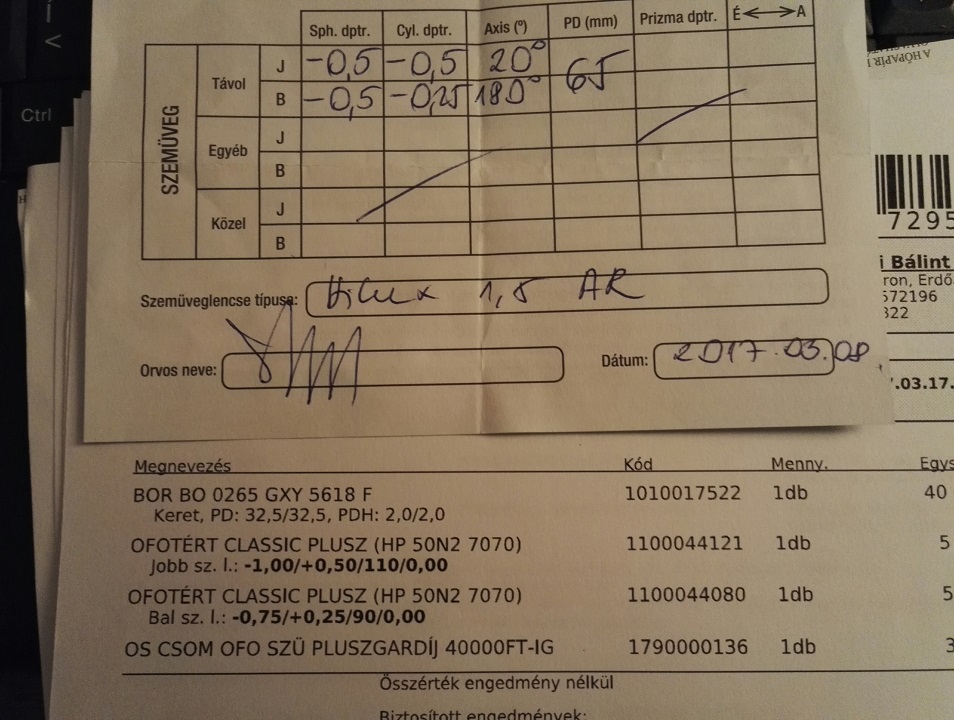 Ctrl
Sph. dptr. Cyl. dptr. Axis (º) PD (mm) Prizma dptr. É A
SZEMÜVEG
Távol J -0,5 -0,5 20° 65
B -0,5 -0,25 180°
Egyéb J
B
Közel J
B
Szemüveglencse típusa: 1,5 AR
Orvos neve:
Dátum: 2017.03.08
7295
i Bálint
ron, Erdő
572196
322
.03.17.
Megnevezés Kód Menny. Egys
BOR BO 0265 GXY 5618 F 1010017522 1db 40
Keret, PD: 32,5/32,5, PDH: 2,0/2,0
OFOTÉRT CLASSIC PLUSZ (HP 50N2 7070) 1100044121 1db 5
Jobb sz. l.: -1,00/+0,50/110/0,00
OFOTÉRT CLASSIC PLUSZ (HP 50N2 7070) 1100044080 1db 5
Bal sz. l.: -0,75/+0,25/90/0,00
OS CSOM OFO SZÜ PLUSZGARDÍJ 40000FT-IG 1790000136 1db 3
Összérték engedmény nélkül
Biztosított engedmények: